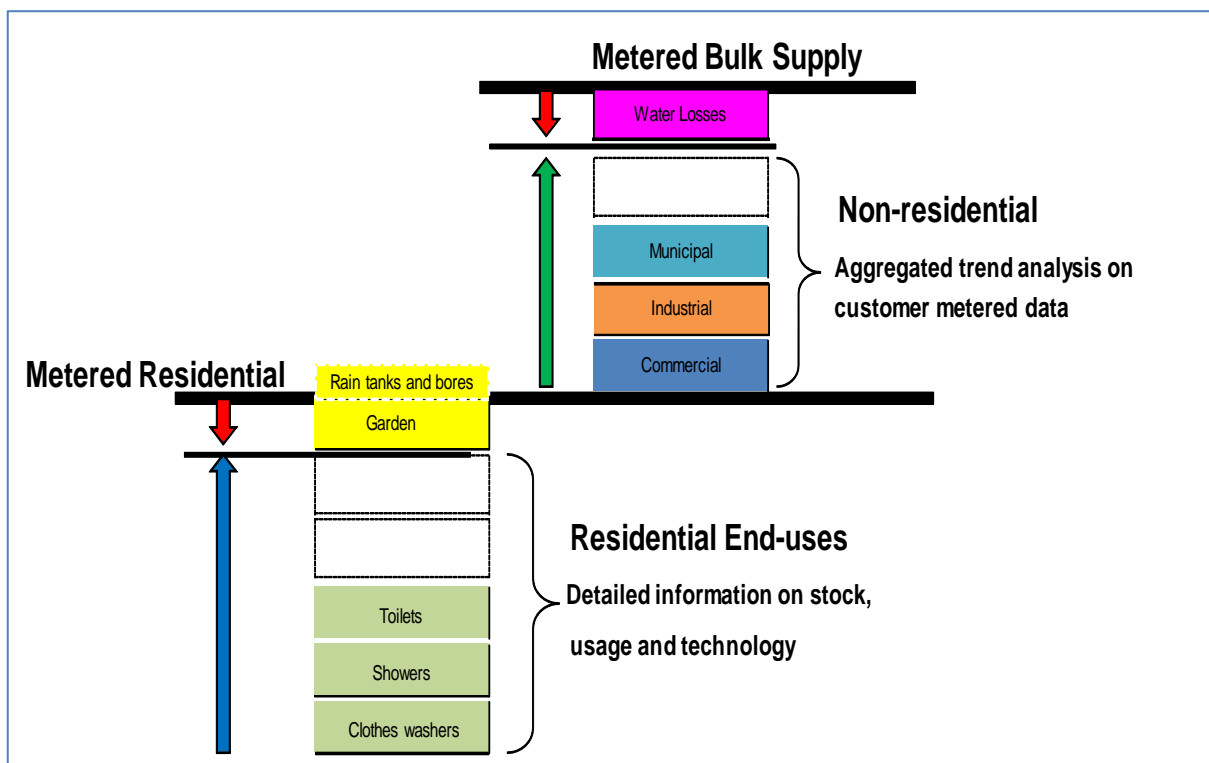 Metered Bulk Supply
Water Losses
Non-residential
Municipal
Aggregated trend analysis on
customer metered data
Industrial
Commercial
Metered Residential
Rain tanks and bores
Garden
Residential End-uses
Detailed information on stock,
usage and technology
Toilets
Showers
Clothes washers